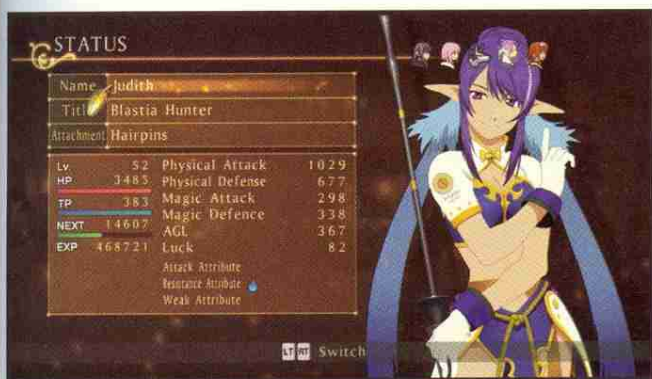 STATUS
Name Judith
Titl Blastia Hunter
Attachment Hairpins
Lv. 52 Physical Attack 1029
HP 3485 Physical Defense 677
TP 383 Magic Attack 298
Magic Defence 338
NEXT 14607
AGL 367
EXP 468721 Luck 82
Attack Attribute
Resistance Attribute
Weak Attribute
LT RT Switch